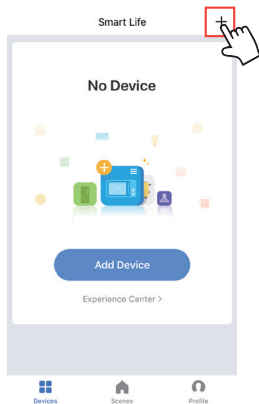 Smart Life
No Device
Add Device
Experience Center >
Devices
Scenes
Profile